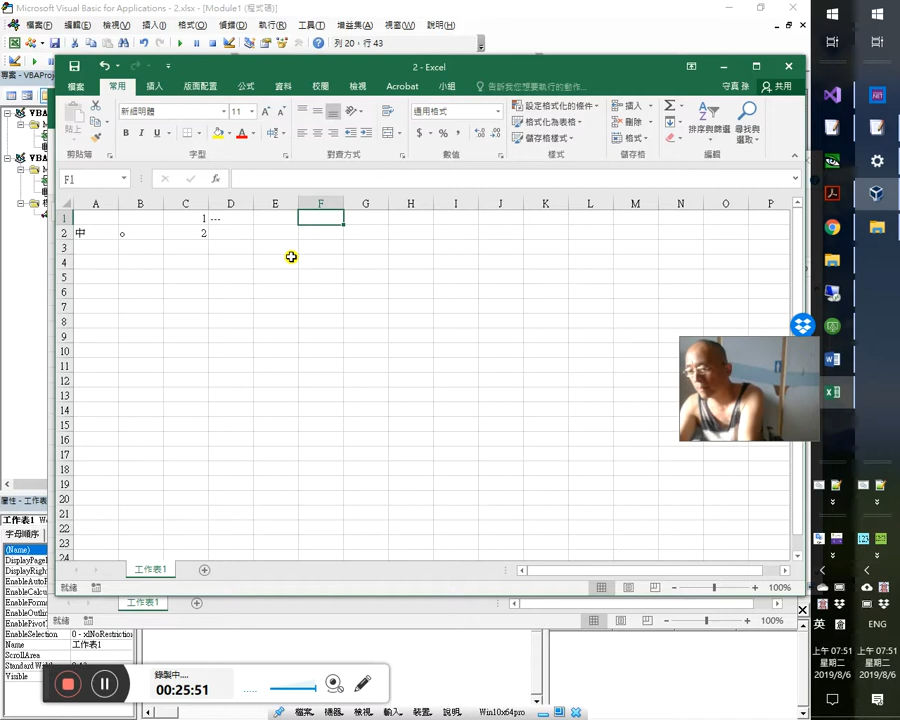 Microsoft Visual Basic for Applications - 2.xlsx - [Module1 (程式碼)]
檔案(F) 編輯(E) 檢視(V) 插入(I) 格式(O) 偵錯(D) 執行(R) 工具(T) 增益集(A) 視窗(W) 說明(H)
列 20，行 43
專案 - VBAProj
2 - Excel
檔案 常用 插入 版面配置 公式 資料 校閱 檢視 Acrobat 小組 告訴我您想要執行的... 守真 孫 共用
貼上
新細明體 11
B I U A
通用格式
$ % ,
設定格式化的條件
格式化為表格
儲存格樣式
插入
刪除
格式
排序與篩選 尋找與選取
剪貼簿 字型 對齊方式 數值 樣式 儲存格 編輯
F1 fx
A B C D E F G H I J K L M N O P
1 1 ---
2 中 。 2
3
4
5
6
7
8
9
10
11
12
13
14
15
16
17
18
19
20
21
22
23
24
工作表1
就緒 100%
工作表1
就緒 100%
VBA
VBA
屬性 - 工作表
工作表1 W
字母順序
(Name)
DisplayPage
DisplayRigh
EnableAuto
EnableCalcu
EnableForm
EnableOutlin
EnablePivot
EnableSelection 0 - xlNoRestriction
Name 工作表1
ScrollArea
Standard Wid
Visible
錄製中....
00:25:51
檔案 機器 檢視 輸入 裝置 說明 Win10x64pro
英
ENG
上午 07:51 上午 07:51
星期二 星期二
2019/8/6 2019/8/6